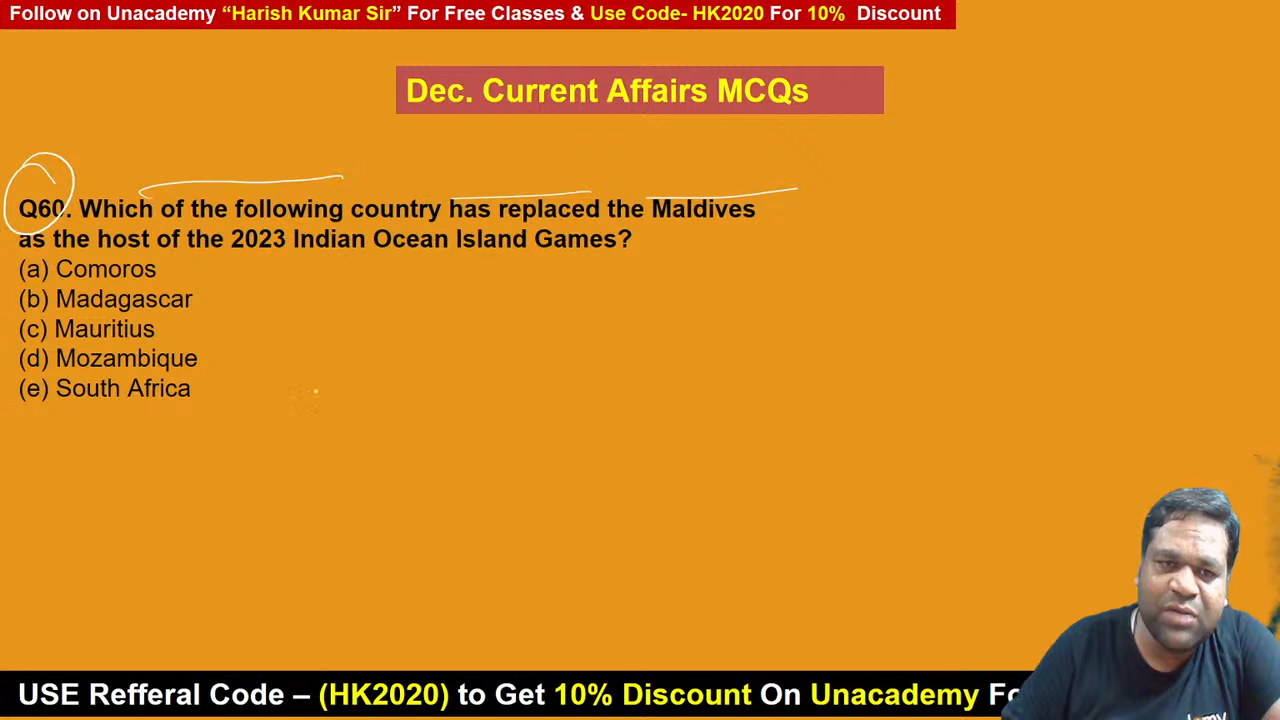 Follow on Unacademy “Harish Kumar Sir” For Free Classes & Use Code- HK2020 For 10% Discount
Dec. Current Affairs MCQs
Q60. Which of the following country has replaced the Maldives
as the host of the 2023 Indian Ocean Island Games?
(a) Comoros
(b) Madagascar
(c) Mauritius
(d) Mozambique
(e) South Africa
USE Refferal Code – (HK2020) to Get 10% Discount On Unacademy